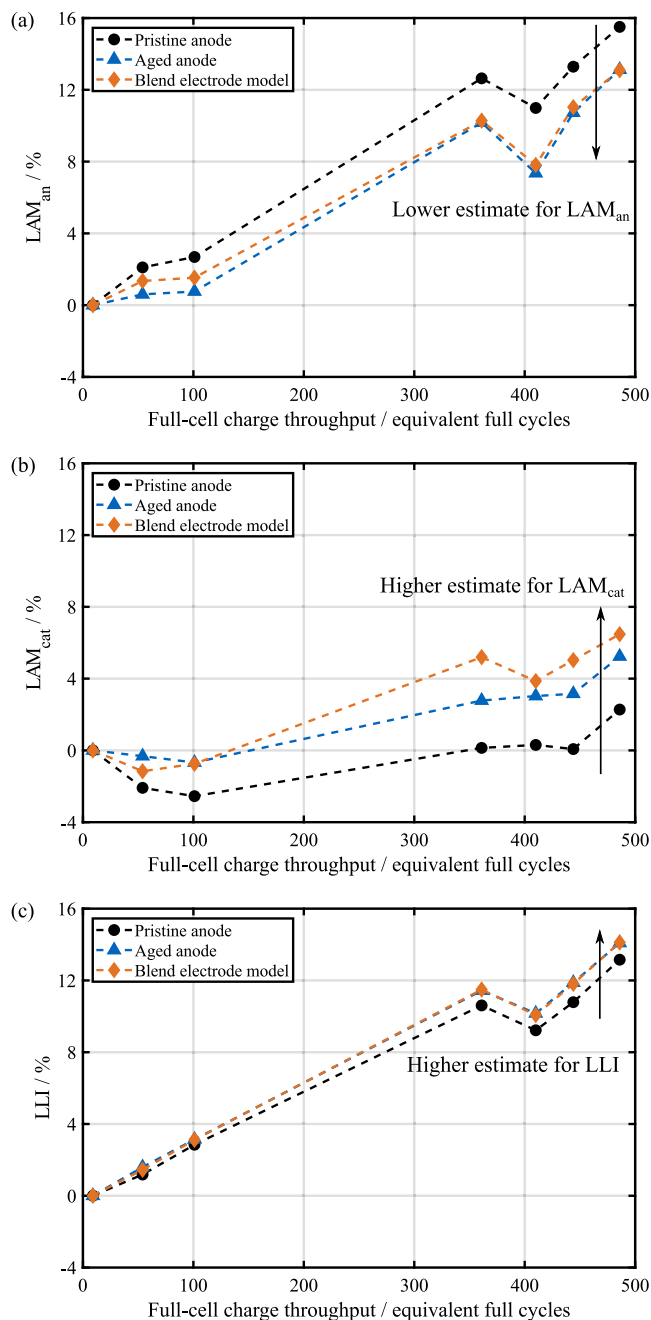 (a)
16
12
8
4
0
-4
LAM_an / %
Pristine anode
Aged anode
Blend electrode model
Lower estimate for LAM_an
0 100 200 300 400 500
Full-cell charge throughput / equivalent full cycles
(b)
16
12
8
4
0
-4
LAM_cat / %
Pristine anode
Aged anode
Blend electrode model
Higher estimate for LAM_cat
0 100 200 300 400 500
Full-cell charge throughput / equivalent full cycles
(c)
16
12
8
4
0
-4
LLI / %
Pristine anode
Aged anode
Blend electrode model
Higher estimate for LLI
0 100 200 300 400 500
Full-cell charge throughput / equivalent full cycles